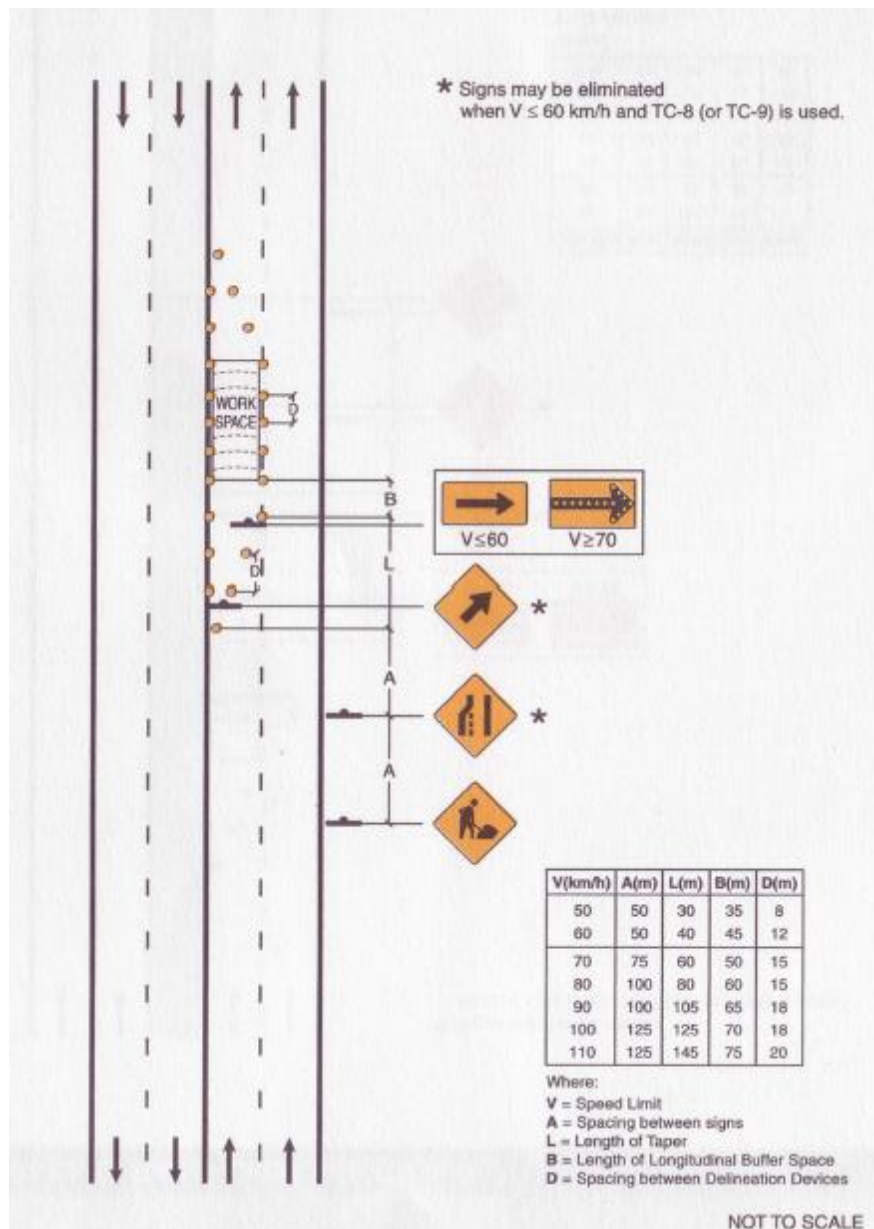 * Signs may be eliminated
when V ≤ 60 km/h and TC-8 (or TC-9) is used.
WORK
SPACE
D
B
V≤60 V≥70
L
D
*
A
*
A
V(km/h) A(m) L(m) B(m) D(m)
50 50 30 35 8
60 50 40 45 12
70 75 60 50 15
80 100 80 60 15
90 100 105 65 18
100 125 125 70 18
110 125 145 75 20
Where:
V = Speed Limit
A = Spacing between signs
L = Length of Taper
B = Length of Longitudinal Buffer Space
D = Spacing between Delineation Devices
NOT TO SCALE